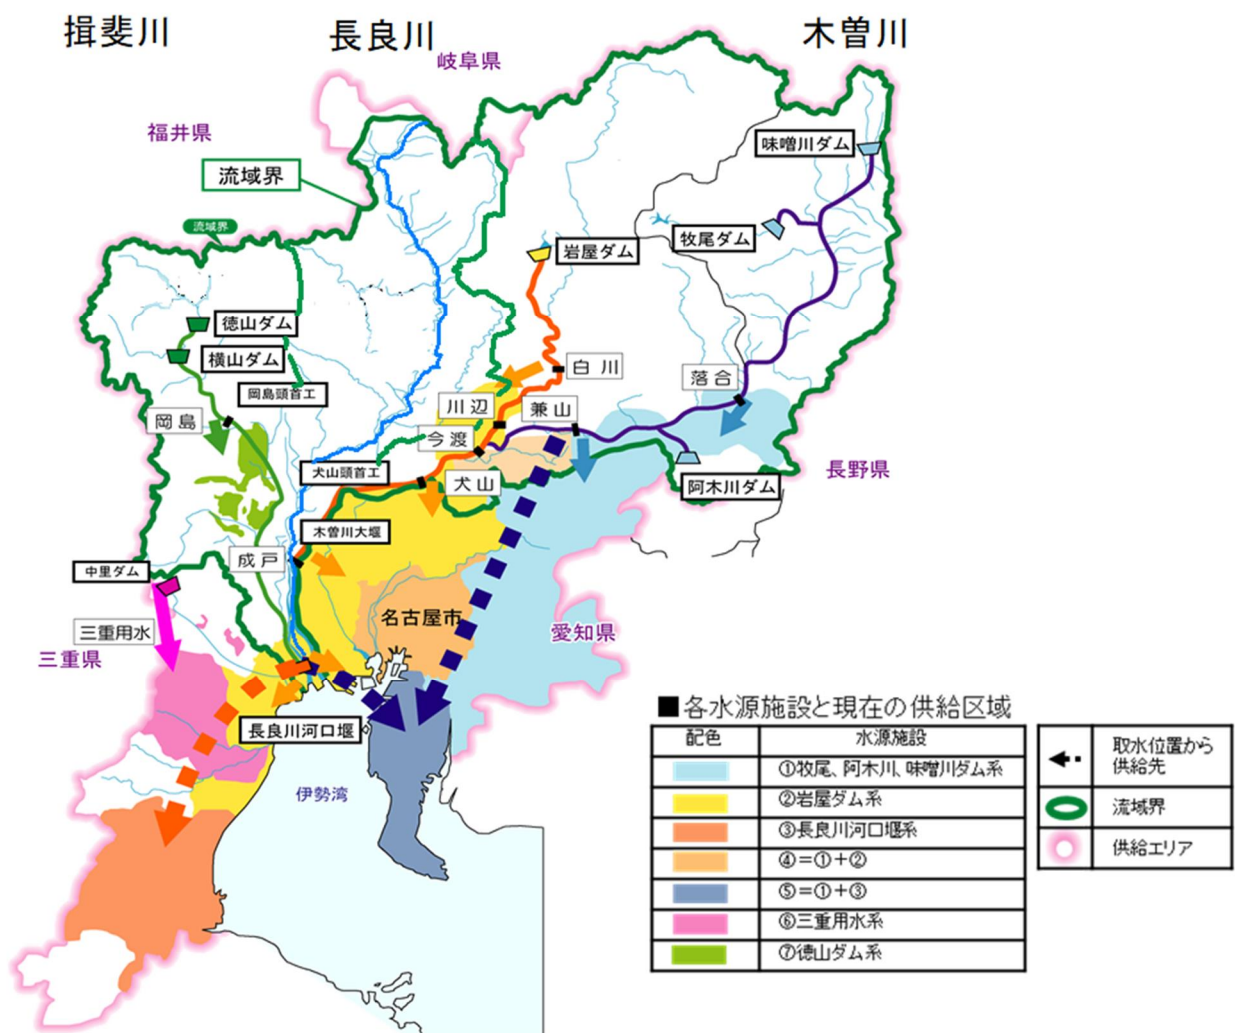 揖斐川
長良川
木曽川
岐阜県
福井県
流域界
流域界
味噌川ダム
牧尾ダム
岩屋ダム
徳山ダム
横山ダム
白川
落合
岡島頭首工
川辺
兼山
岡島
今渡
犬山頭首工
犬山
阿木川ダム
長野県
木曽川大堰
成戸
中里ダム
名古屋市
三重用水
愛知県
三重県
長良川河口堰
伊勢湾
■各水源施設と現在の供給区域
配色 水源施設
①牧尾、阿木川、味噌川ダム系
②岩屋ダム系
③長良川河口堰系
④=①+②
⑤=①+③
⑥三重用水系
⑦徳山ダム系
取水位置から
供給先
流域界
供給エリア